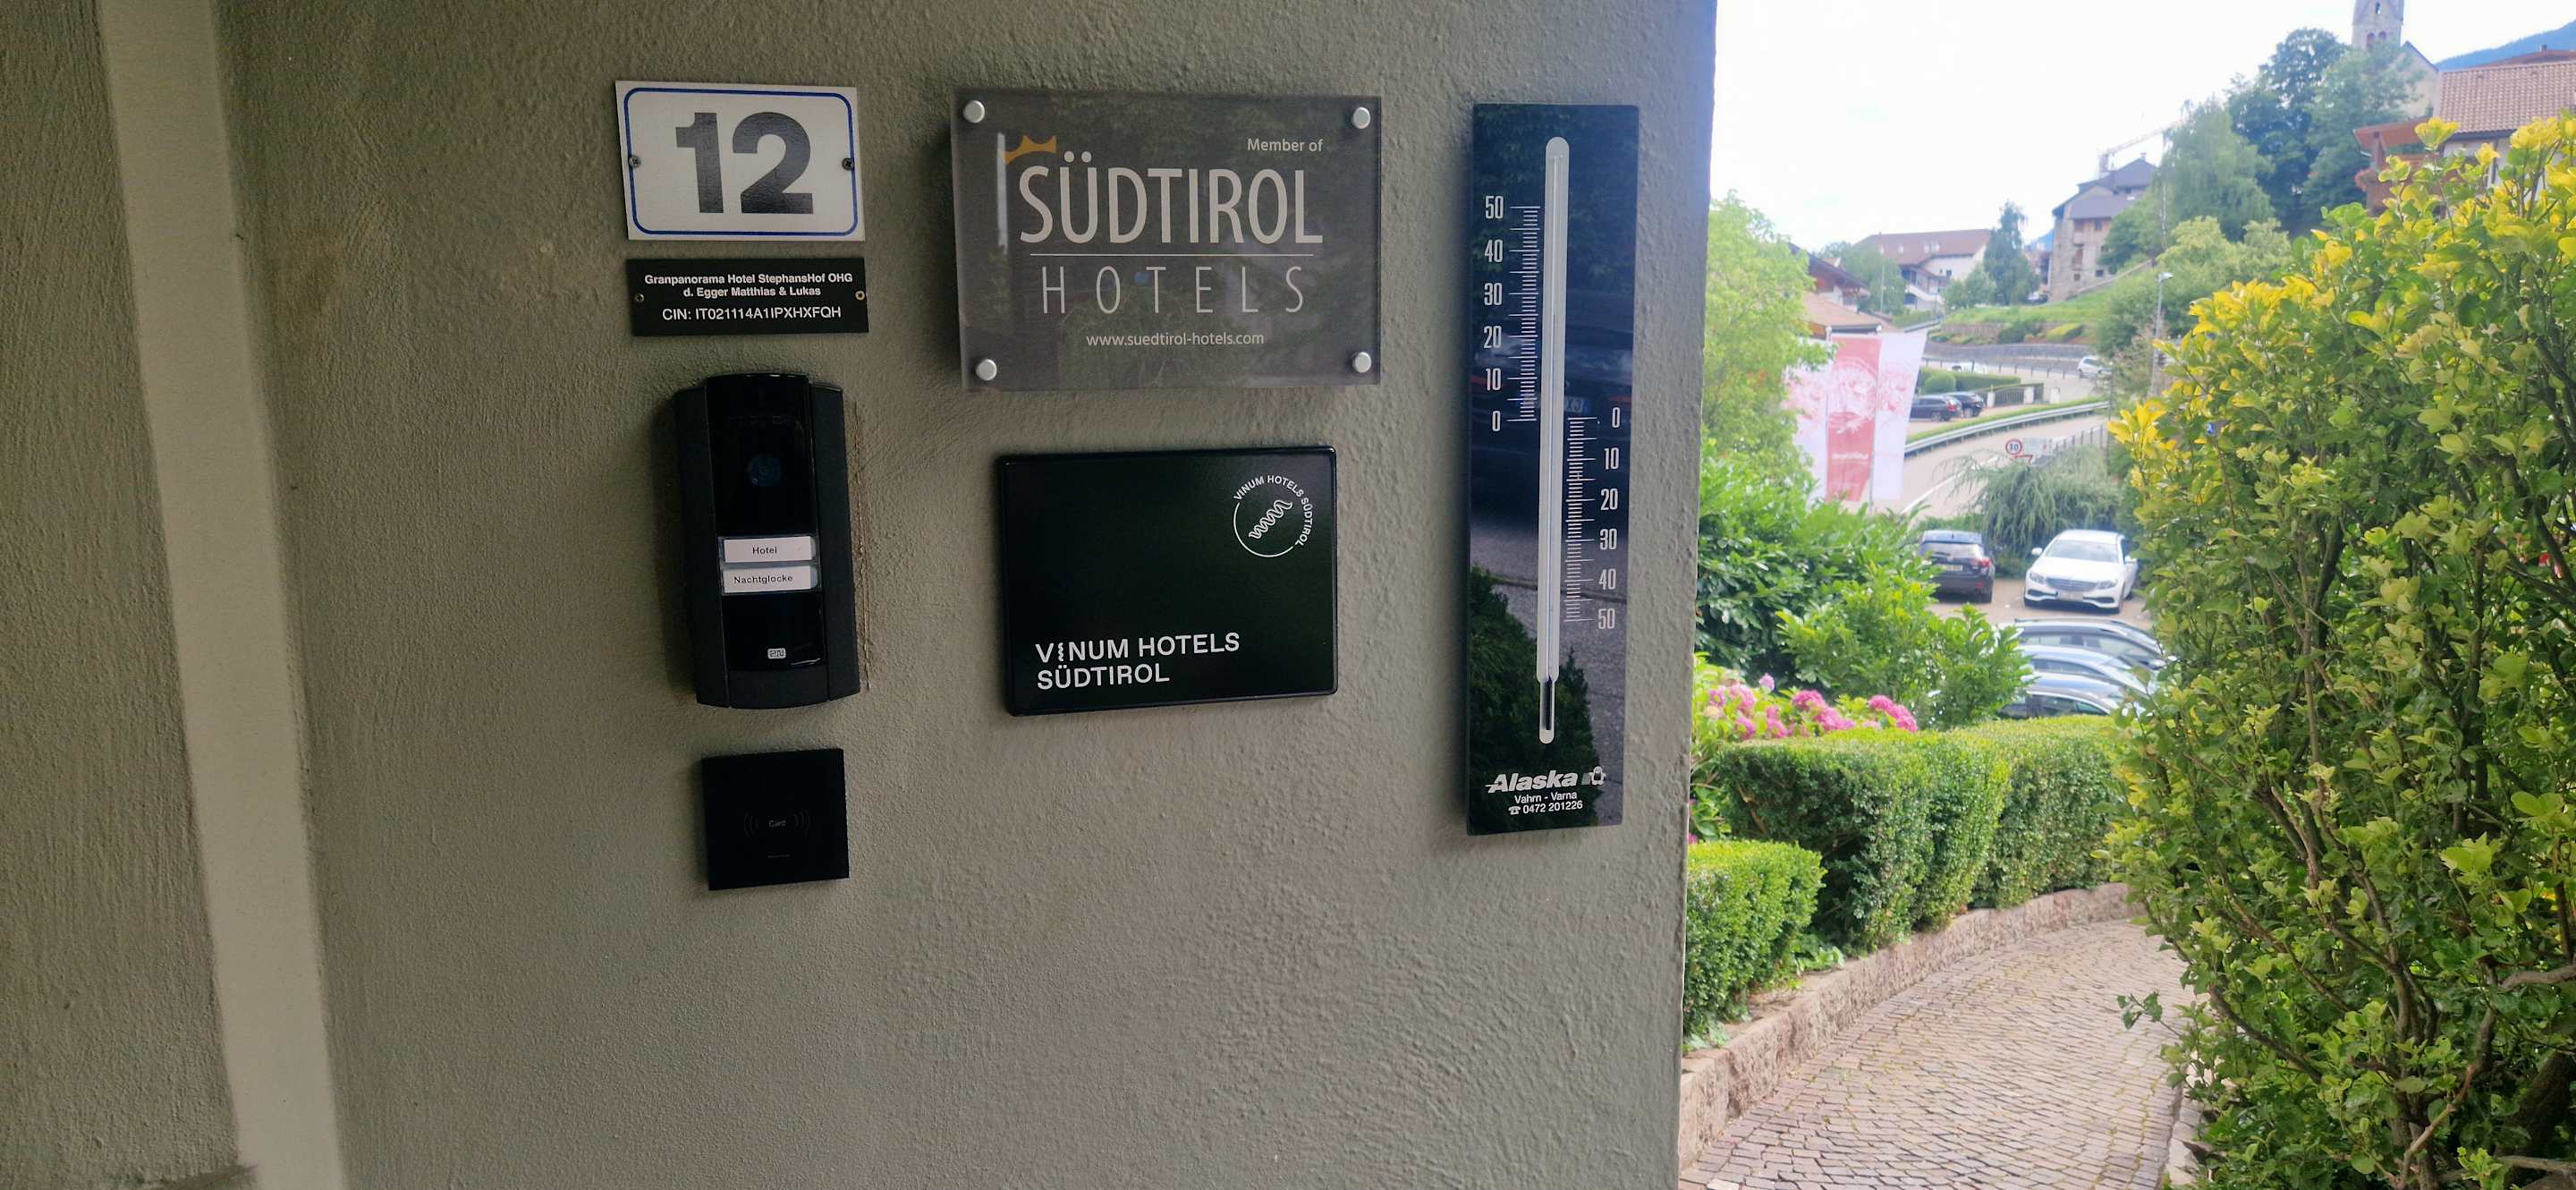 12
Granpanorama Hotel StephansHof OHG
d. Egger Matthias & Lukas
CIN: IT021114A1IPXHXFQH
Hotel
Nachtglocke
Card
Member of
SÜDTIROL
HOTELS
www.suedtirol-hotels.com
VINUM HOTELS SÜDTIROL
VINUM HOTELS
SÜDTIROL
50
40
30
20
10
0
0
10
20
30
40
50
Alaska
Vahrn - Varna
☎ 0472 201226
30